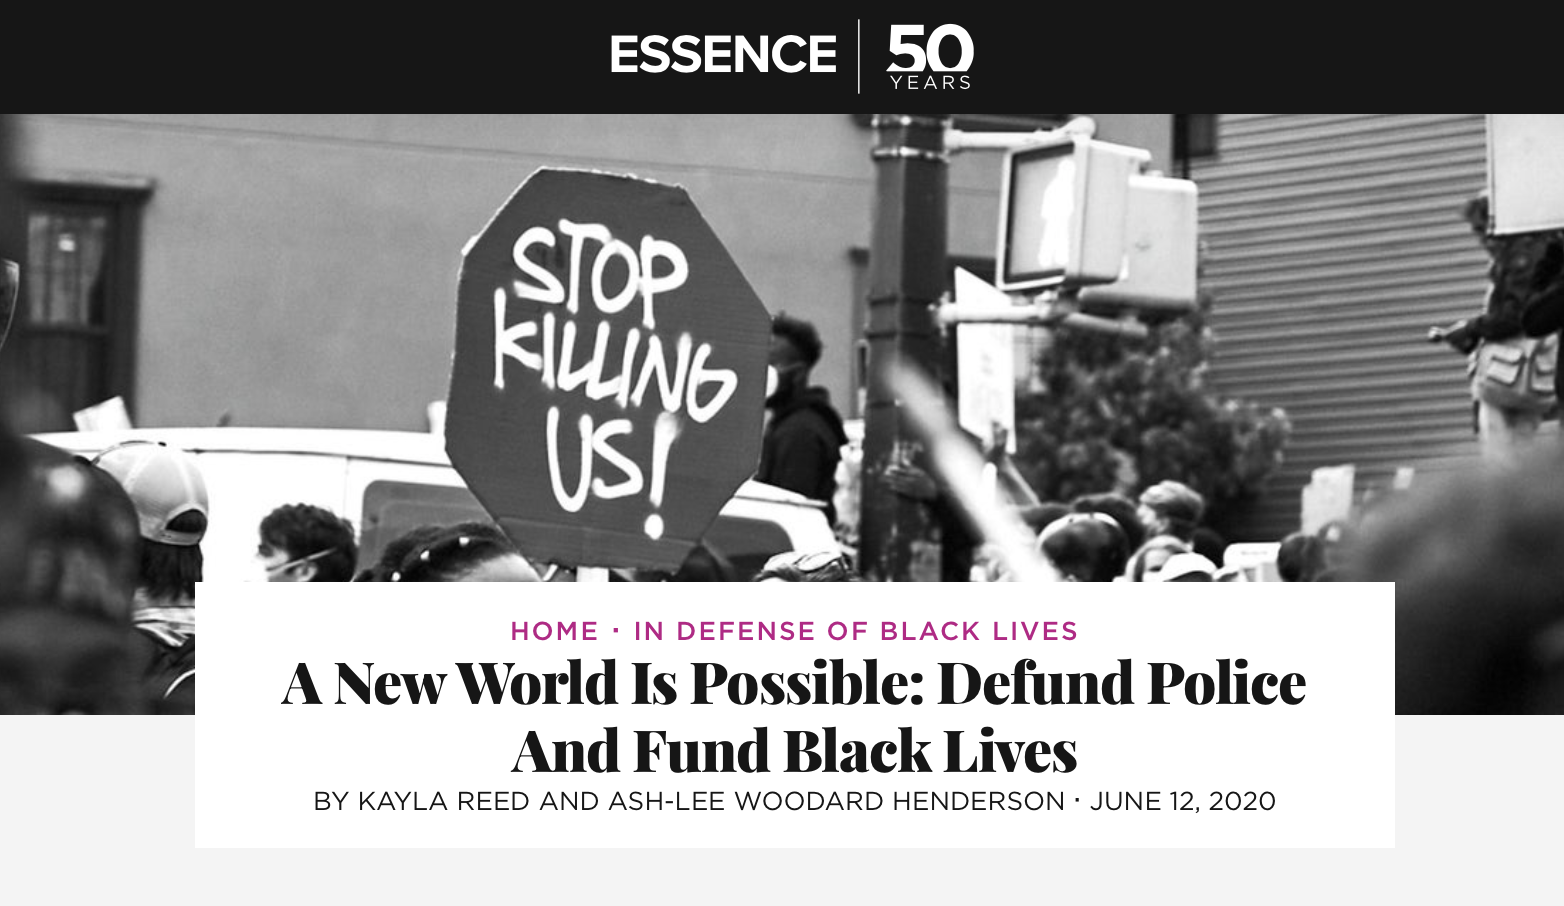 ESSENCE 50
YEARS
STOP
KILLING
US!
HOME · IN DEFENSE OF BLACK LIVES
A New World Is Possible: Defund Police
And Fund Black Lives
BY KAYLA REED AND ASH-LEE WOODARD HENDERSON · JUNE 12, 2020